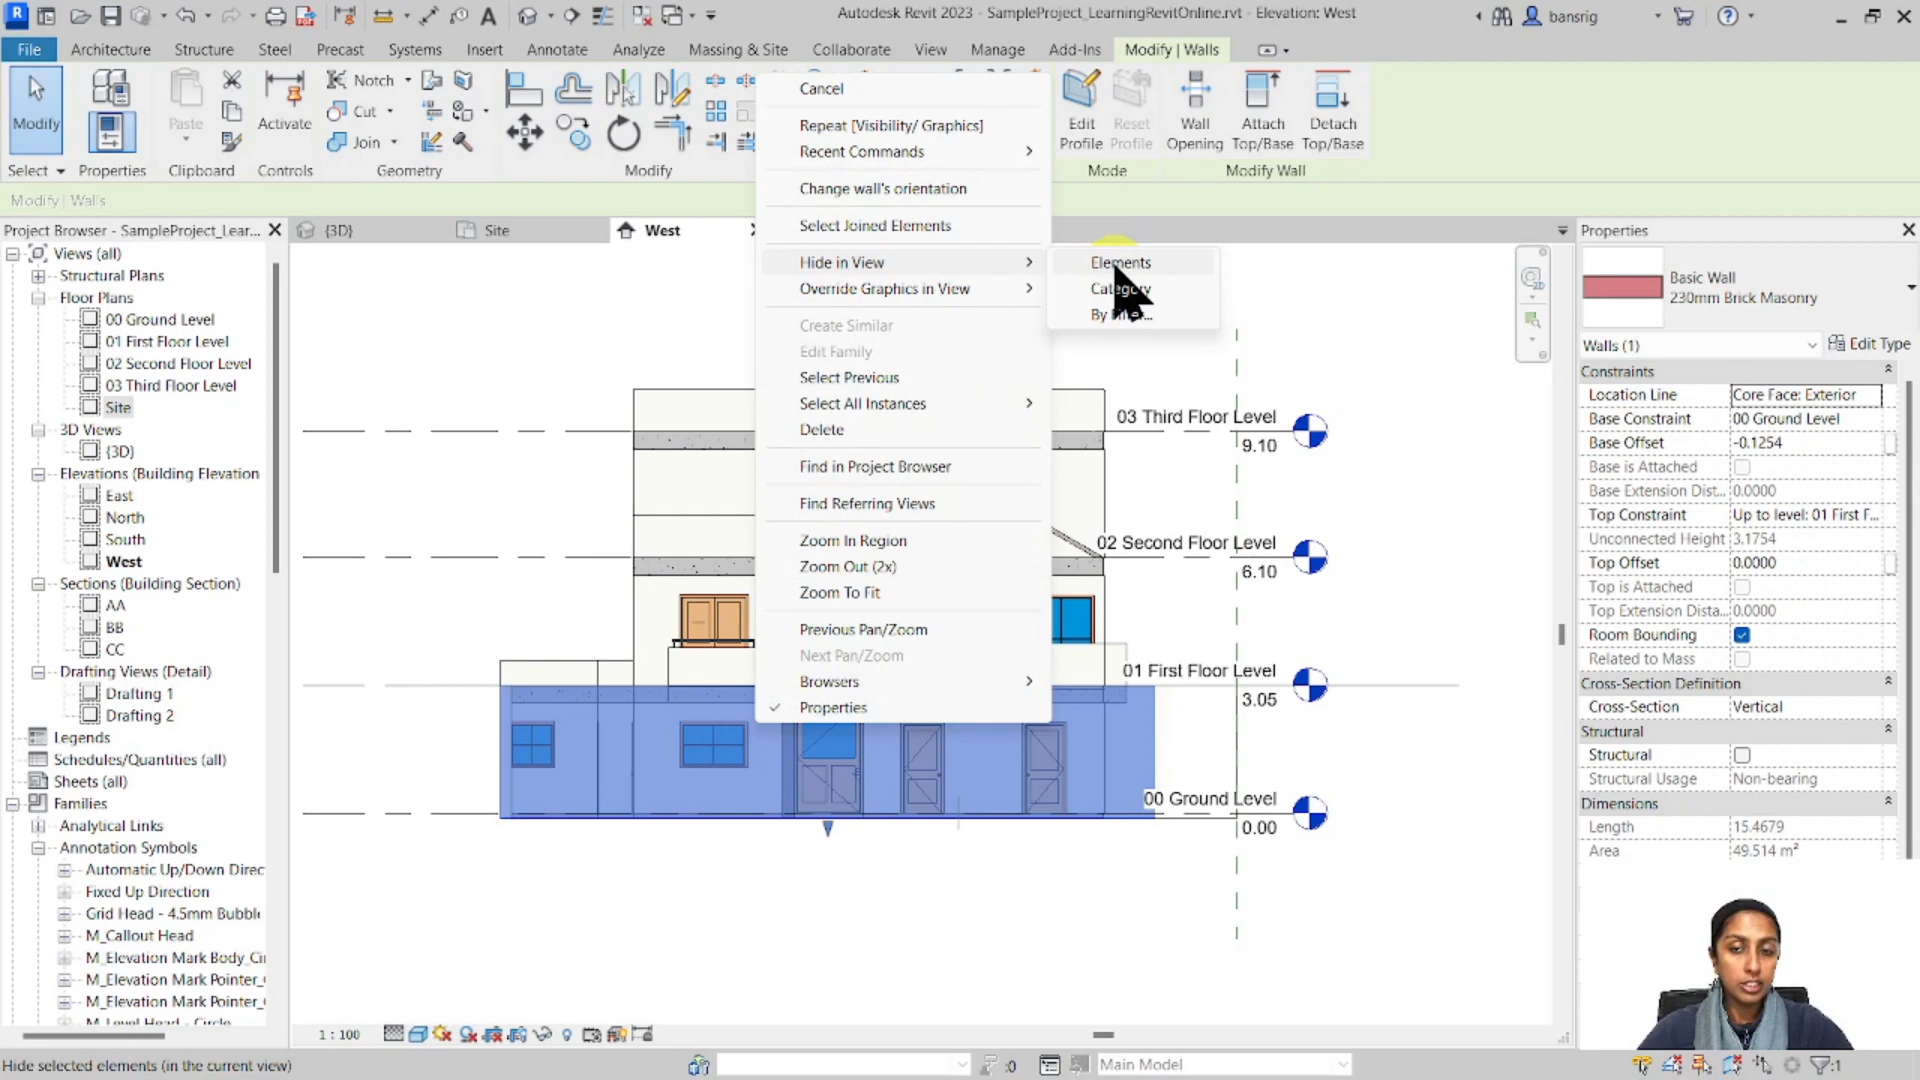 Autodesk Revit 2023 - SampleProject_LearningRevitOnline.rvt - Elevation: West
bansrig
File Architecture Structure Steel Precast Systems Insert Annotate Analyze Massing & Site Collaborate View Manage Add-Ins Modify | Walls
Modify
Paste
Activate
Notch
Cut
Join
Edit Profile
Reset Profile
Wall Opening
Attach Top/Base
Detach Top/Base
Select Properties Clipboard Controls Geometry Modify Mode Modify Wall
Modify | Walls
Project Browser - SampleProject_Lear...
Views (all)
Structural Plans
Floor Plans
00 Ground Level
01 First Floor Level
02 Second Floor Level
03 Third Floor Level
Site
3D Views
{3D}
Elevations (Building Elevation
East
North
South
West
Sections (Building Section)
AA
BB
CC
Drafting Views (Detail)
Drafting 1
Drafting 2
Legends
Schedules/Quantities (all)
Sheets (all)
Families
Analytical Links
Annotation Symbols
Automatic Up/Down Direc
Fixed Up Direction
Grid Head - 4.5mm Bubbl
M_Callout Head
M_Elevation Mark Body_Ci
M_Elevation Mark Pointer_
M_Elevation Mark Pointer_
M_Level Head - Circle
{3D} Site West
Cancel
Repeat [Visibility/ Graphics]
Recent Commands
Change wall's orientation
Select Joined Elements
Hide in View
Override Graphics in View
Create Similar
Edit Family
Select Previous
Select All Instances
Delete
Find in Project Browser
Find Referring Views
Zoom In Region
Zoom Out (2x)
Zoom To Fit
Previous Pan/Zoom
Next Pan/Zoom
Browsers
Properties
Elements
Category
By
03 Third Floor Level
9.10
02 Second Floor Level
6.10
01 First Floor Level
3.05
00 Ground Level
0.00
Properties
Basic Wall
230mm Brick Masonry
Walls (1) Edit Type
Constraints
Location Line Core Face: Exterior
Base Constraint 00 Ground Level
Base Offset -0.1254
Base is Attached
Base Extension Dist... 0.0000
Top Constraint Up to level: 01 First F...
Unconnected Height 3.1754
Top Offset 0.0000
Top is Attached
Top Extension Dista... 0.0000
Room Bounding
Related to Mass
Cross-Section Definition
Cross-Section Vertical
Structural
Structural
Structural Usage Non-bearing
Dimensions
Length 15.4679
Area 49.514 m²
1 : 100
Hide selected elements (in the current view)
:0
Main Model
:1